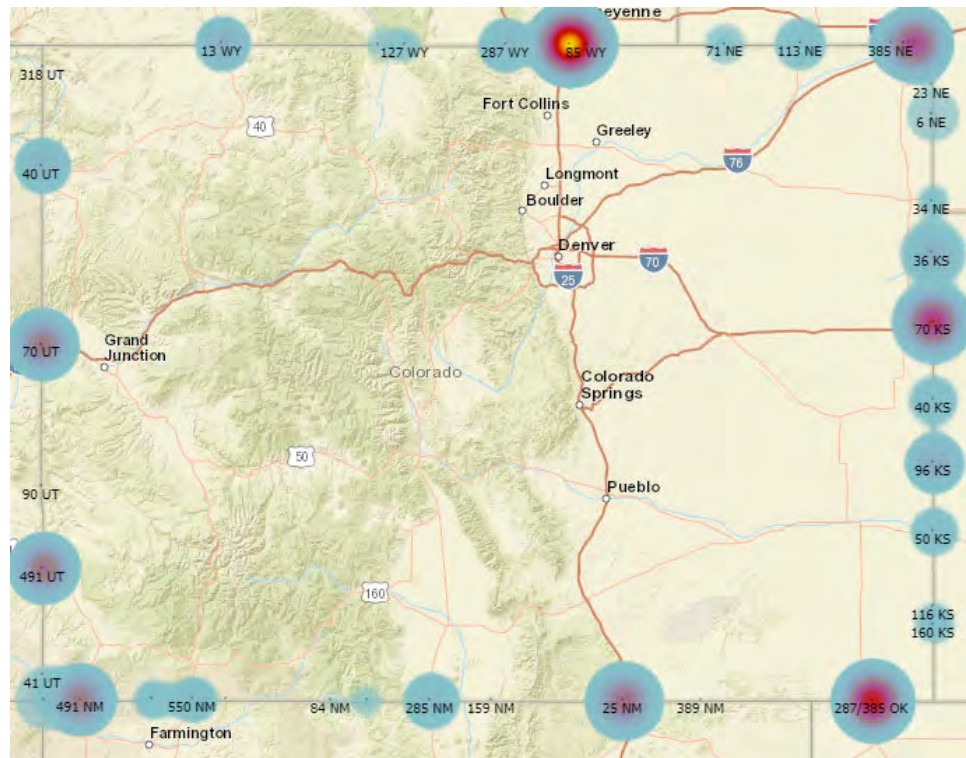 eyenne
13 WY
127 WY
287 WY
85 WY
71 NE
113 NE
385 NE
318 UT
23 NE
Fort Collins
6 NE
40
Greeley
76
40 UT
Longmont
Boulder
34 NE
Denver
70
36 KS
25
70 KS
70 UT
Grand
Junction
Colorado
Colorado
Springs
40 KS
50
96 KS
90 UT
Pueblo
50 KS
491 UT
160
116 KS
160 KS
41 UT
491 NM
550 NM
84 NM
285 NM
159 NM
25 NM
389 NM
287/385 OK
Farmington